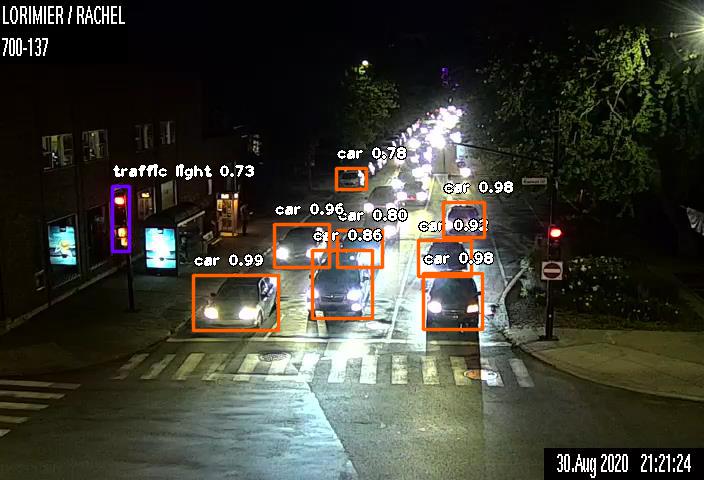 LORIMIER / RACHEL
700-137
car 0.78
traffic light 0.73
car 0.98
car 0.96
car 0.80
car 0.92
car 0.86
car 0.99
car 0.98
30.Aug 2020 21:21:24